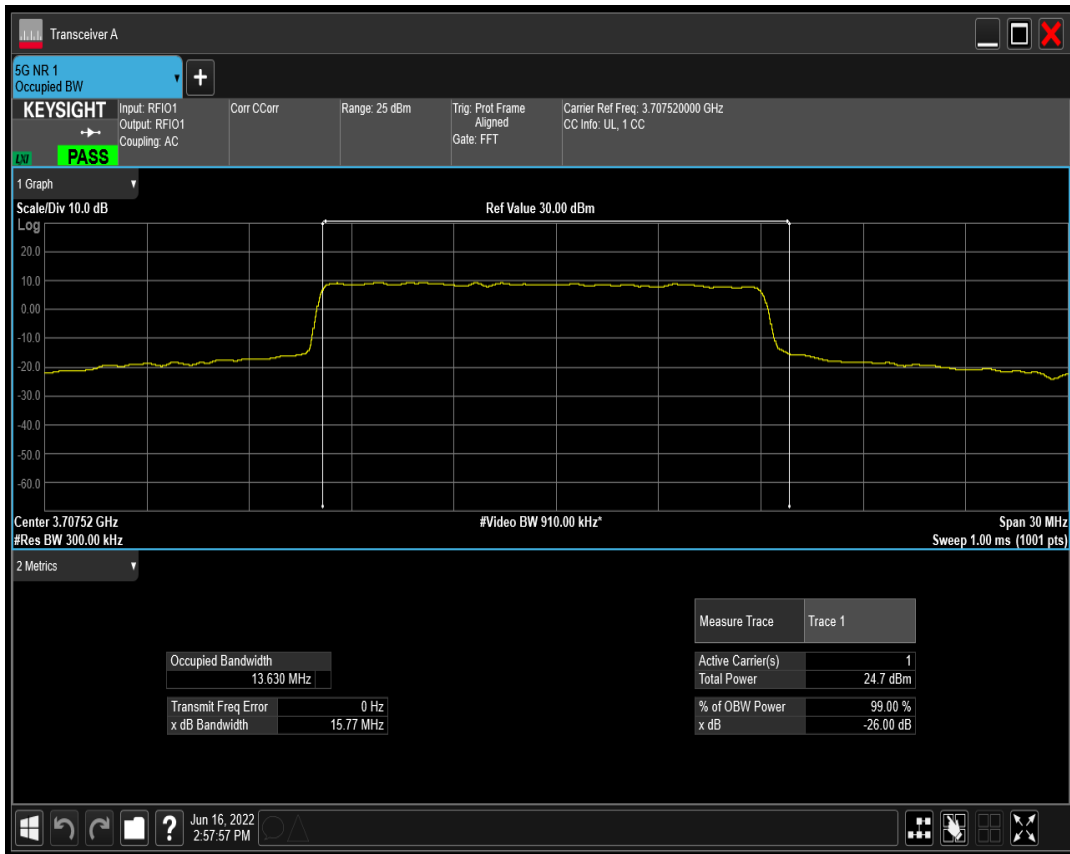 Transceiver A
5G NR 1
Occupied BW
+
KEYSIGHT
LXI
PASS
Input: RFIO1
Output: RFIO1
Coupling: AC
Corr CCorr
Range: 25 dBm
Trig: Prot Frame
Aligned
Gate: FFT
Carrier Ref Freq: 3.707520000 GHz
CC Info: UL, 1 CC
1 Graph
Scale/Div 10.0 dB
Ref Value 30.00 dBm
Log
20.0
10.0
0.00
-10.0
-20.0
-30.0
-40.0
-50.0
-60.0
Center 3.70752 GHz
#Video BW 910.00 kHz*
Span 30 MHz
#Res BW 300.00 kHz
Sweep 1.00 ms (1001 pts)
2 Metrics
Measure Trace Trace 1
Occupied Bandwidth
13.630 MHz
Active Carrier(s) 1
Total Power 24.7 dBm
Transmit Freq Error 0 Hz
x dB Bandwidth 15.77 MHz
% of OBW Power 99.00 %
x dB -26.00 dB
?
Jun 16, 2022
2:57:57 PM